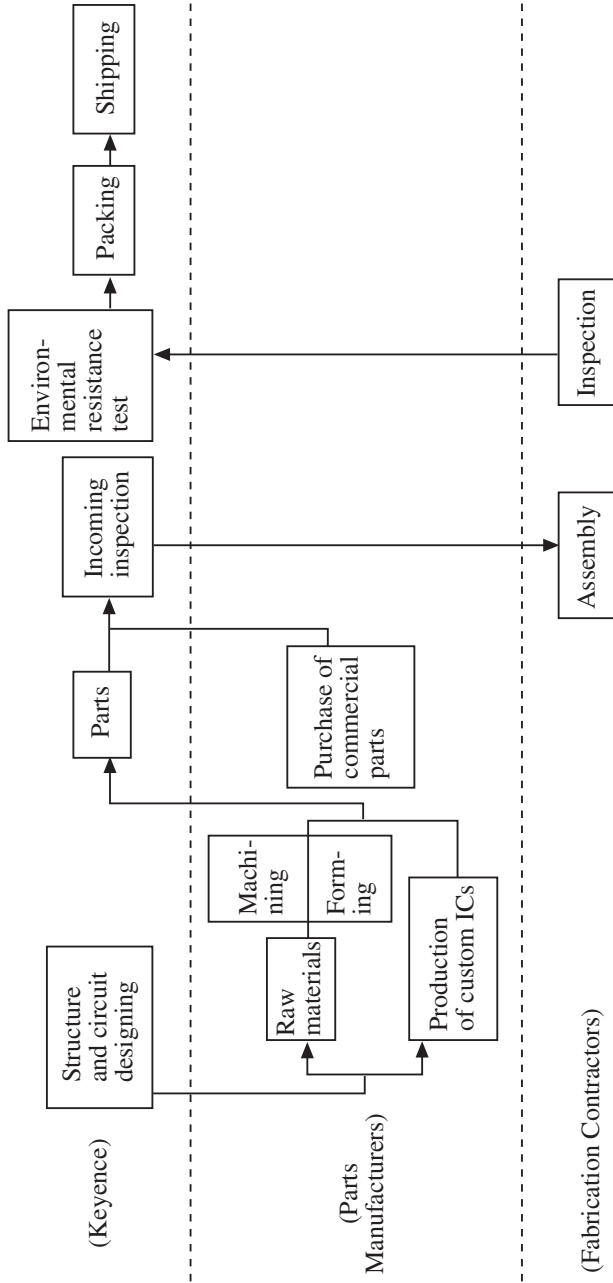 (Keyence)
Structure
and circuit
designing
Parts
Incoming
inspection
Environ-
mental
resistance
test
Packing
Shipping
(Parts
Manufacturers)
Raw
materials
Machi-
ning
Form-
ing
Production
of custom ICs
Purchase of
commercial
parts
(Fabrication Contractors)
Assembly
Inspection